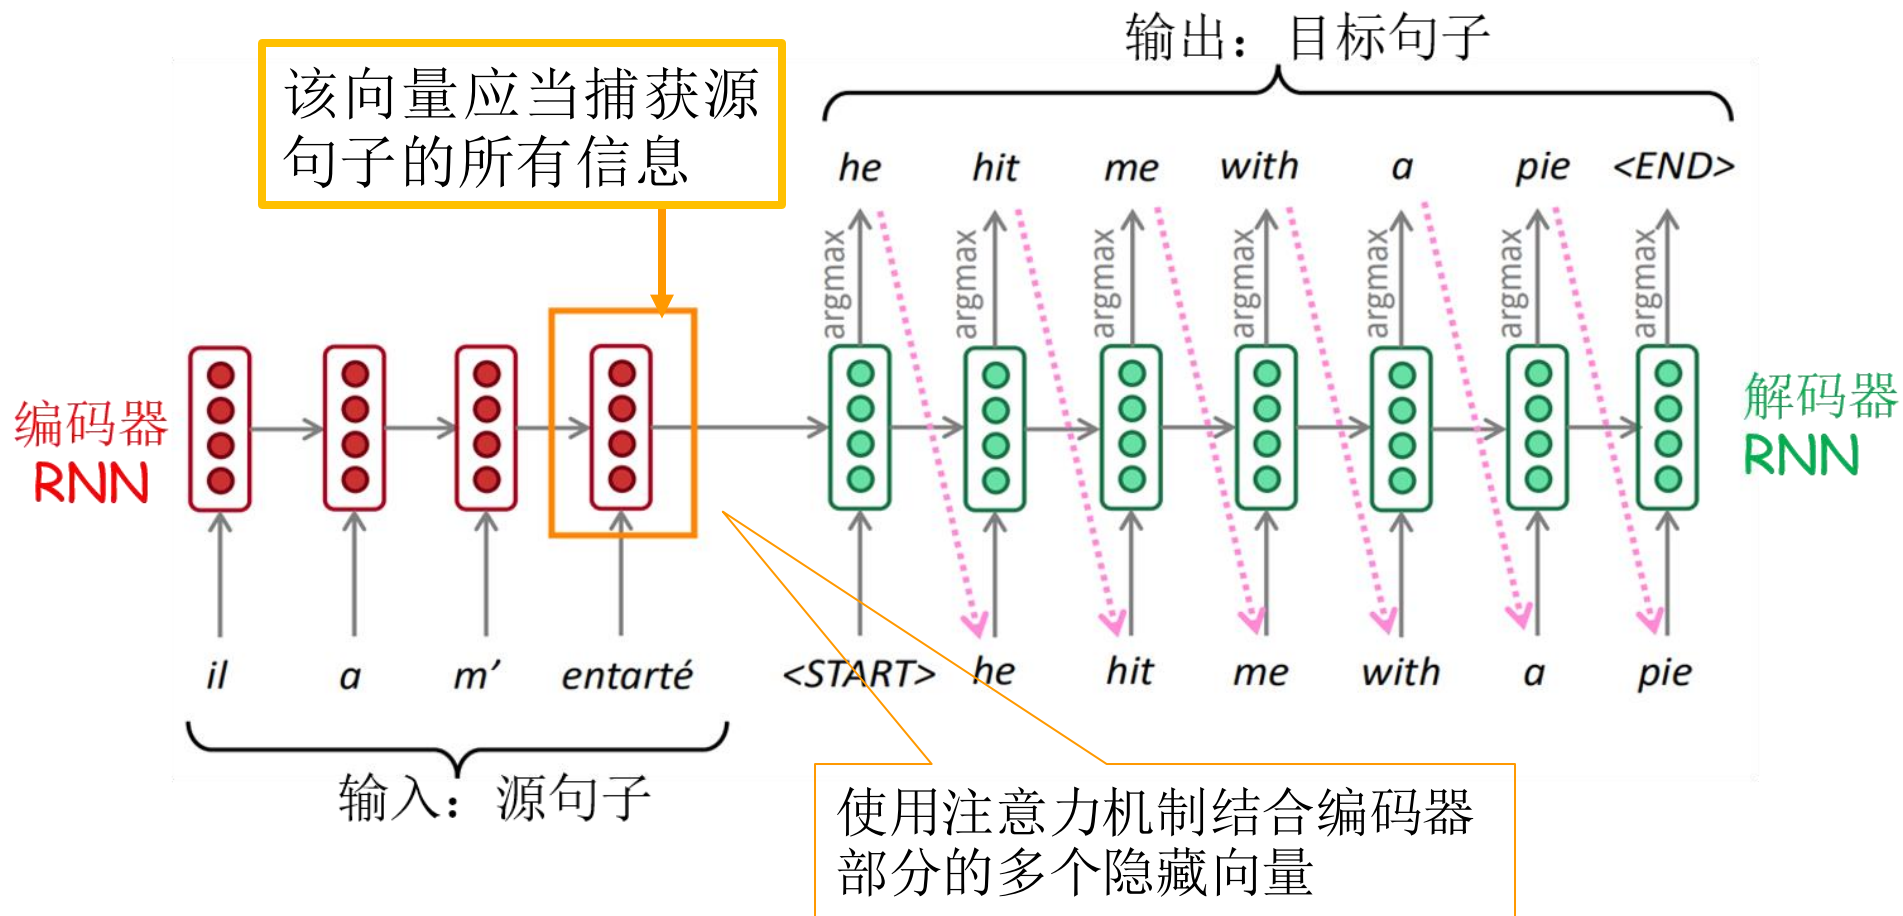 输出：目标句子
该向量应当捕获源
句子的所有信息
he hit me with a pie <END>
argmax argmax argmax argmax argmax argmax argmax
编码器
RNN
解码器
RNN
il a m’ entarté <START> he hit me with a pie
输入：源句子
使用注意力机制结合编码器
部分的多个隐藏向量